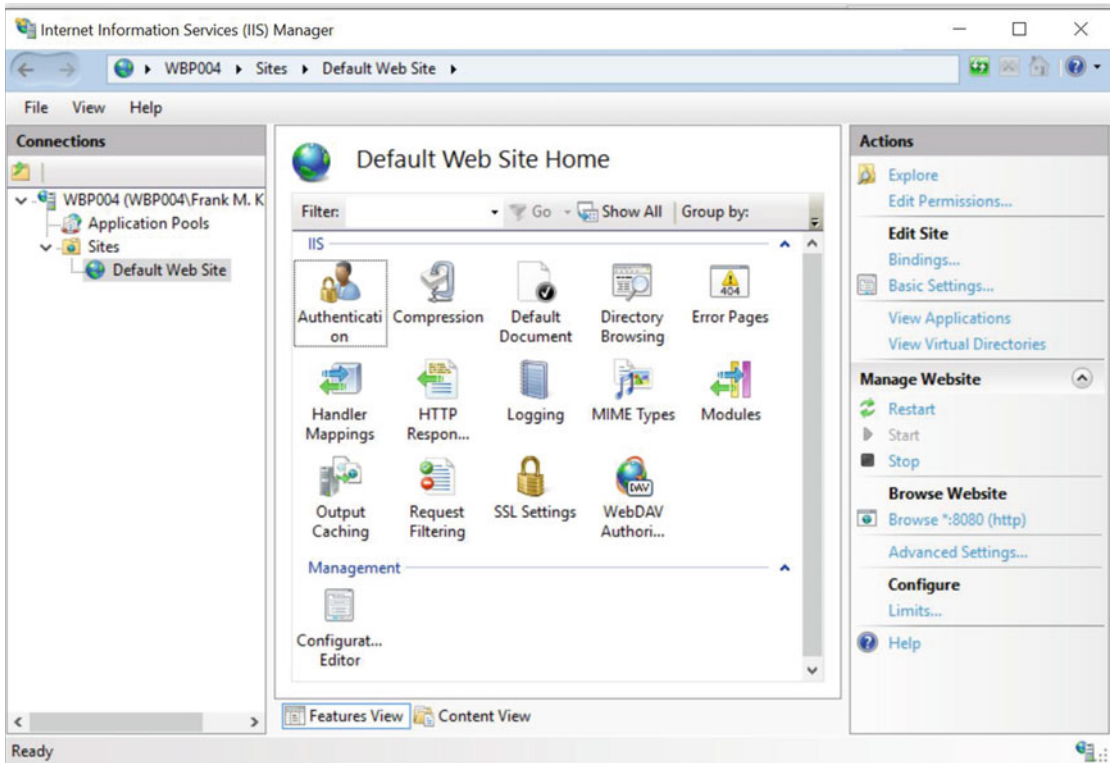 Internet Information Services (IIS) Manager
WBP004 Sites Default Web Site
File View Help
Connections
WBP004 (WBP004\Frank M. K
Application Pools
Sites
Default Web Site
Default Web Site Home
Filter: Go Show All Group by:
IIS
Authenticati
on
Compression
Default
Document
Directory
Browsing
404
Error Pages
Handler
Mappings
HTTP
Respon...
Logging
MIME Types
Modules
Output
Caching
Request
Filtering
SSL Settings
DAV
WebDAV
Authori...
Management
Configurat...
Editor
Features View Content View
Actions
Explore
Edit Permissions...
Edit Site
Bindings...
Basic Settings...
View Applications
View Virtual Directories
Manage Website
Restart
Start
Stop
Browse Website
Browse *:8080 (http)
Advanced Settings...
Configure
Limits...
Help
Ready